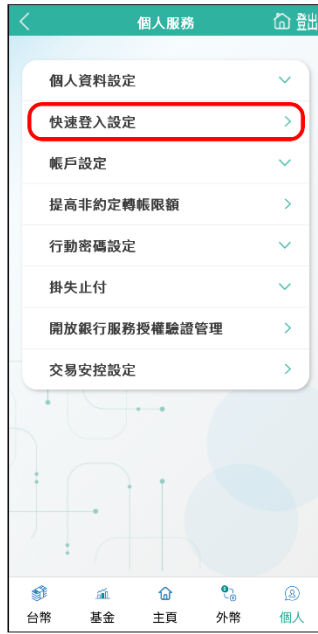 個人服務 登出
個人資料設定
快速登入設定
帳戶設定
提高非約定轉帳限額
行動密碼設定
掛失止付
開放銀行服務授權驗證管理
交易安控設定
台幣 基金 主頁 外幣 個人